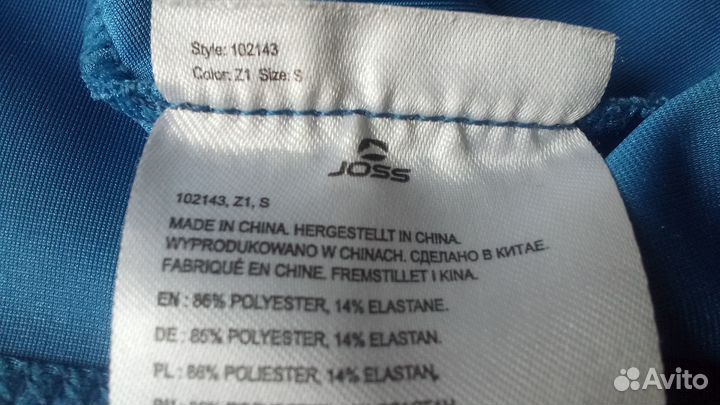 Style: 102143
Color: Z1 Size: S
JOSS
102143, Z1, S
MADE IN CHINA. HERGESTELLT IN CHINA.
WYPRODUKOWANO W CHINACH. СДЕЛАНО В КИТАЕ.
FABRIQUÉ EN CHINE. FREMSTILLET I KINA.
EN : 86% POLYESTER, 14% ELASTANE.
DE : 86% POLYESTER, 14% ELASTAN.
PL : 86% POLIESTER, 14% ELASTAN.
Avito